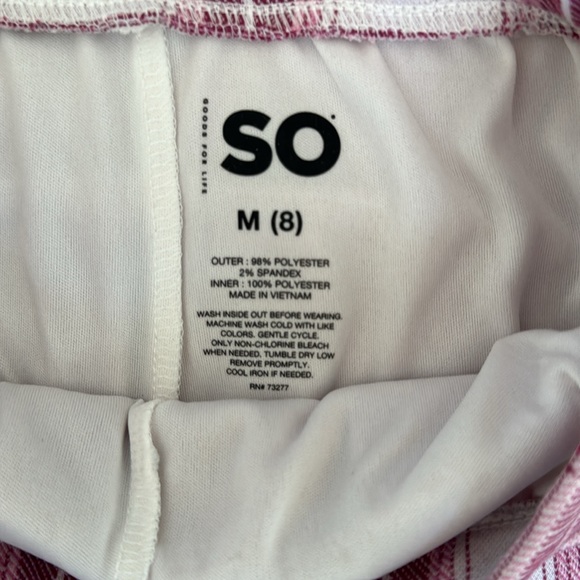 GOODS FOR LIFE
SO
M (8)
OUTER : 98% POLYESTER
2% SPANDEX
INNER : 100% POLYESTER
MADE IN VIETNAM
WASH INSIDE OUT BEFORE WEARING.
MACHINE WASH COLD WITH LIKE
COLORS. GENTLE CYCLE.
ONLY NON-CHLORINE BLEACH
WHEN NEEDED, TUMBLE DRY LOW
REMOVE PROMPTLY.
COOL IRON IF NEEDED.
RN# 73277